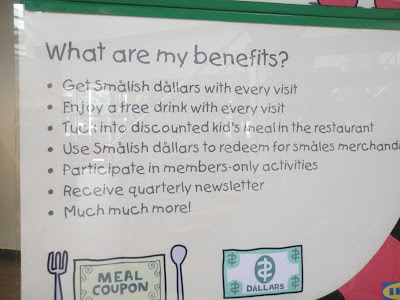 What are my benefits?
• Get Smålish dållars with every visit
• Enjoy a free drink with every visit
• Tuck into discounted kid's meal in the restaurant
• Use Smålish dållars to redeem for småles merchandi
• Participate in members-only activities
• Receive quarterly newsletter
• Much much more!
MEAL
COUPON
DÅLLARS